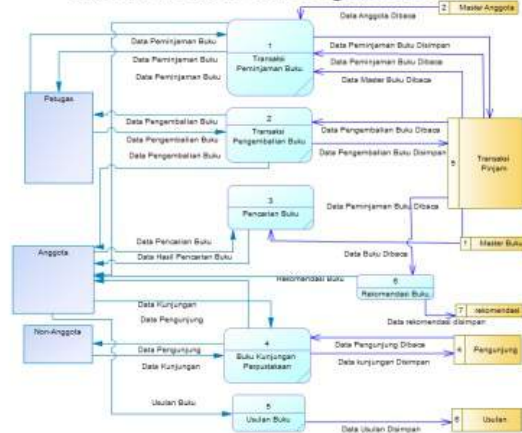 2 Master Anggota
Data Anggota Dibaca
Data Peminjaman Buku
1
Transaksi
Peminjaman Buku
Data Peminjaman Buku Disimpan
Data Peminjaman Buku
Data Peminjaman Buku Dibaca
Data Peminjaman Buku
Data Master Buku Dibaca
Petugas
Data Pengembalian Buku
2
Transaksi
Pengembalian Buku
Data Pengembalian Buku Dibaca
Data Pengembalian Buku
Data Pengembalian Buku Disimpan
Data Pengembalian Buku
Transaksi
Pinjam
3
Pencarian Buku
Data Peminjaman Buku Dibaca
Anggota
Data Pencarian Buku
1 Master Buku
Data Hasil Pencarian Buku
Data Buku Dibaca
Rekomendasi Buku
6
Rekomendasi Buku
Data Kunjungan
7 rekomendasi
Data Pengunjung
Data rekomendasi disimpan
Non-Anggota
4
Buku Kunjungan
Perpustakaan
Data Pengunjung
Data Pengunjung Dibaca
4 Pengunjung
Data Kunjungan
Data kunjungan Disimpan
Usulan Buku
5
Usulan Buku
6 Usulan
Data Usulan Disimpan